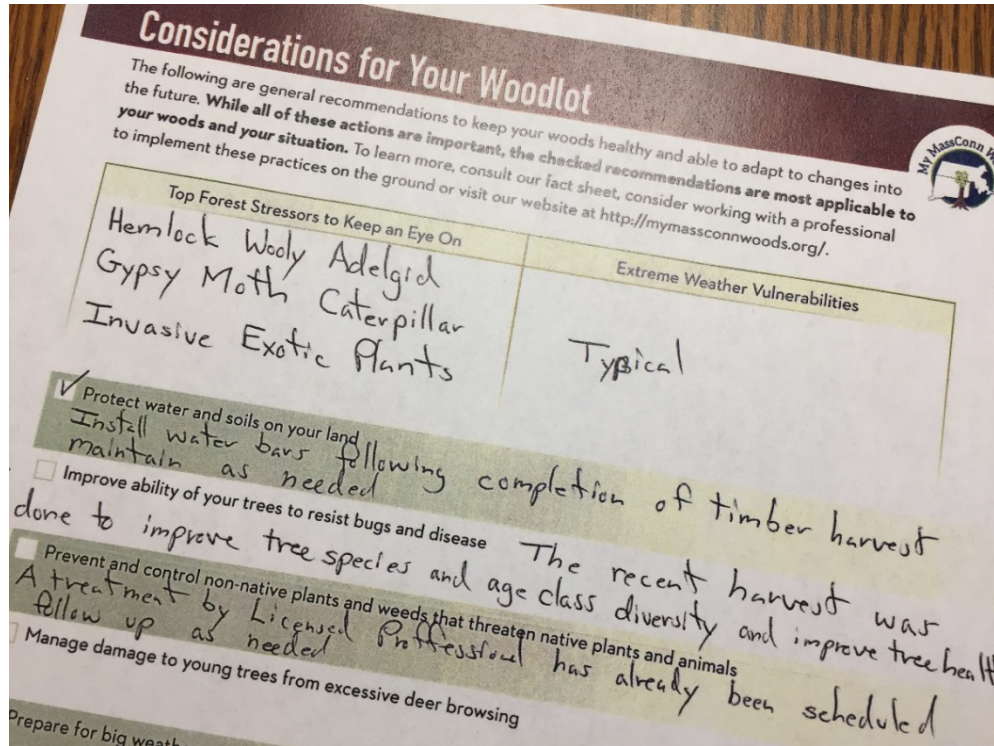 Considerations for Your Woodlot
The following are general recommendations to keep your woods healthy and able to adapt to changes into
the future. While all of these actions are important, the checked recommendations are most applicable to
your woods and your situation. To learn more, consult our fact sheet, consider working with a professional
to implement these practices on the ground or visit our website at http://mymassconnwoods.org/.
My MassConn W
Top Forest Stressors to Keep an Eye On
Hemlock Wooly Adelgid
Gypsy Moth Caterpillar
Invasive Exotic Plants
Extreme Weather Vulnerabilities
Typical
Protect water and soils on your land
Install water bars following completion of timber harvest
maintain as needed
Improve ability of your trees to resist bugs and disease The recent harvest was
done to improve tree species and age class diversity and improve tree healt
Prevent and control non-native plants and weeds that threaten native plants and animals
A treatment by Licensed Proffessional has already been scheduled
follow up as needed
Manage damage to young trees from excessive deer browsing
Prepare for big weath